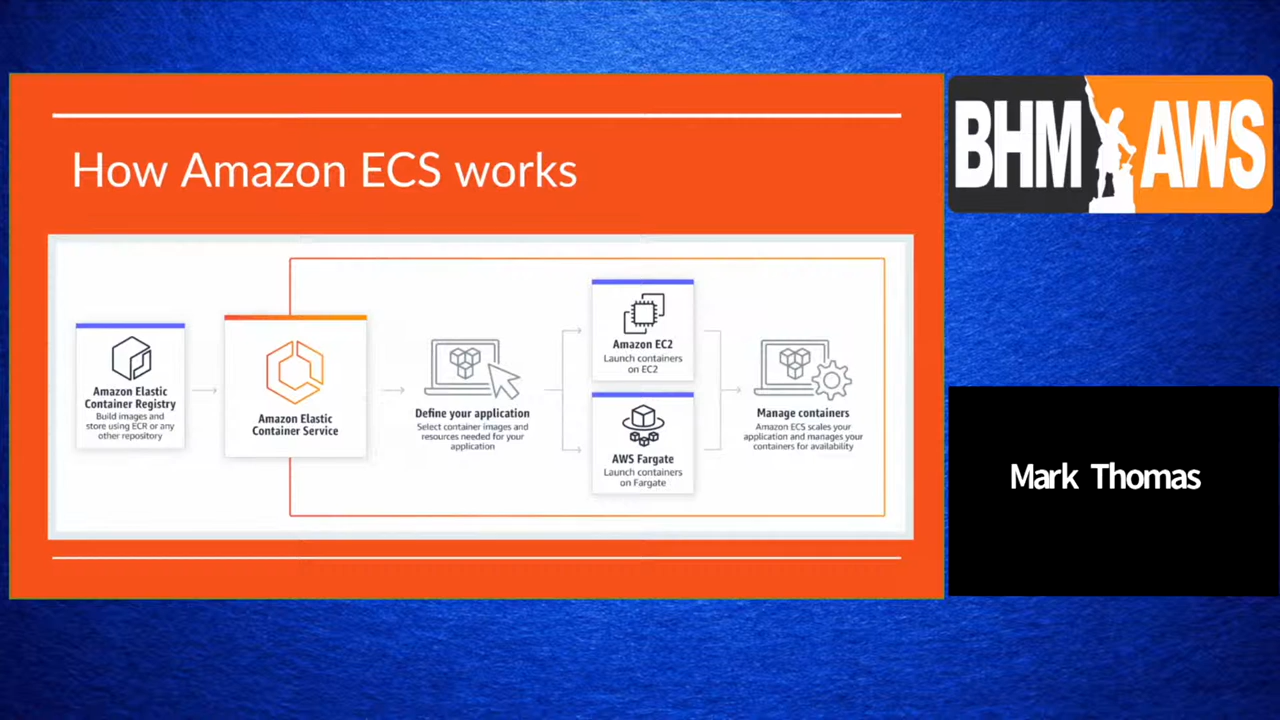 How Amazon ECS works
BHM AWS
Amazon Elastic
Container Registry
Build images and
store using ECR or any
other repository
Amazon Elastic
Container Service
Define your application
Select container images and
resources needed for your
application
Amazon EC2
Launch containers
on EC2
AWS Fargate
Launch containers
on Fargate
Manage containers
Amazon ECS scales your
application and manages your
containers for availability
Mark Thomas